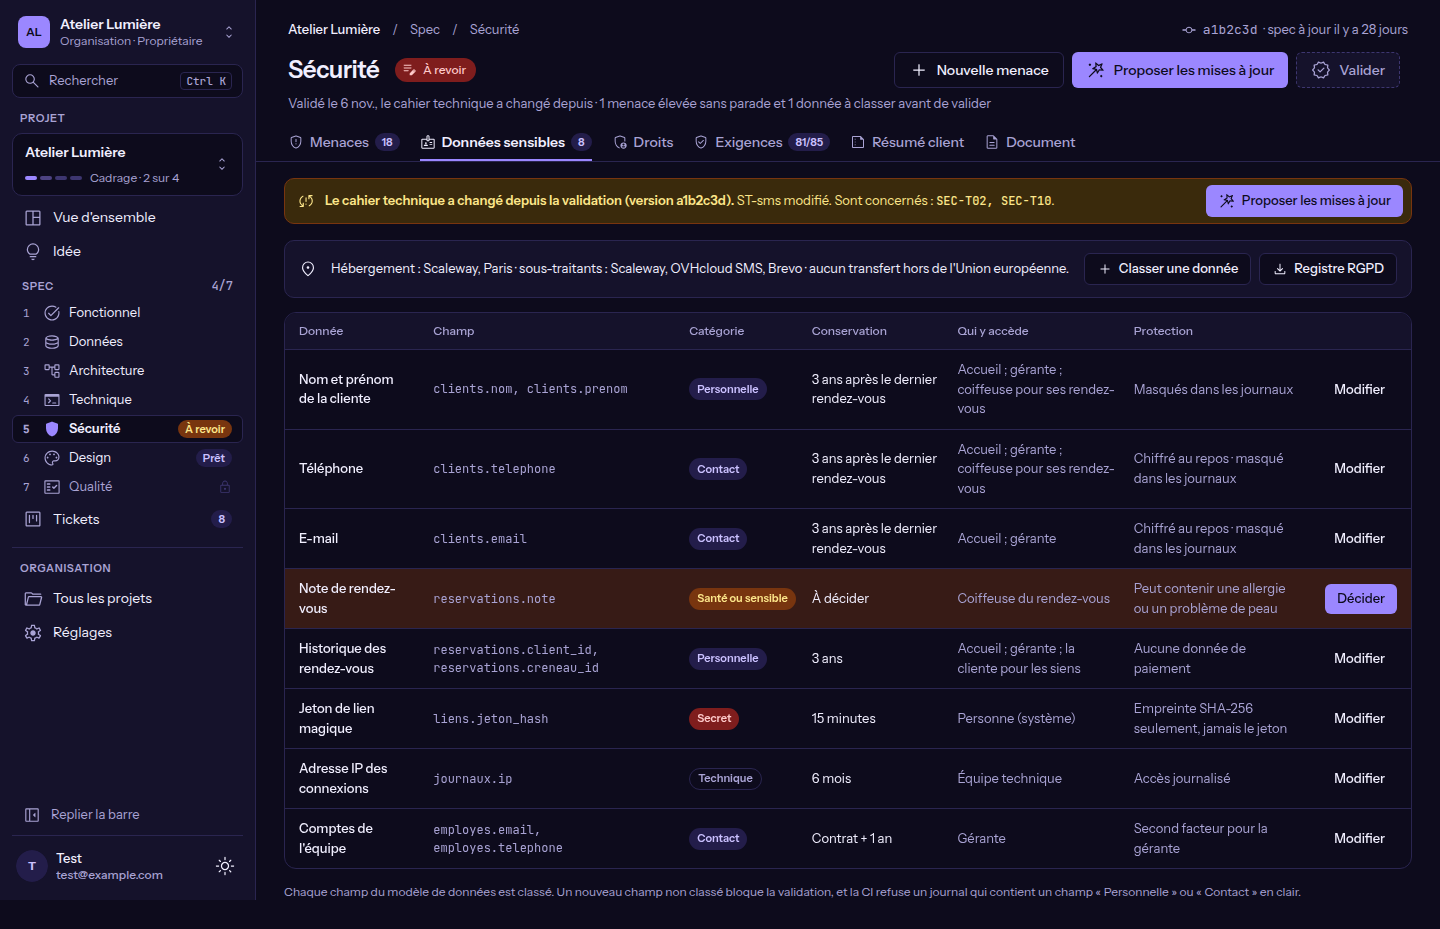 AL
Atelier Lumière
Organisation · Propriétaire
Rechercher
Ctrl K
PROJET
Atelier Lumière
Cadrage · 2 sur 4
Vue d'ensemble
Idée
SPEC 4/7
1 Fonctionnel
2 Données
3 Architecture
4 Technique
5 Sécurité À revoir
6 Design Prêt
7 Qualité
Tickets 8
ORGANISATION
Tous les projets
Réglages
Replier la barre
T
Test
test@example.com
Atelier Lumière / Spec / Sécurité
a1b2c3d · spec à jour il y a 28 jours
Sécurité À revoir
Nouvelle menace
Proposer les mises à jour
Valider
Validé le 6 nov., le cahier technique a changé depuis · 1 menace élevée sans parade et 1 donnée à classer avant de valider
Menaces 18
Données sensibles 8
Droits
Exigences 81/85
Résumé client
Document
Le cahier technique a changé depuis la validation (version a1b2c3d). ST-sms modifié. Sont concernés : SEC-T02, SEC-T10.
Proposer les mises à jour
Hébergement : Scaleway, Paris · sous-traitants : Scaleway, OVHcloud SMS, Brevo · aucun transfert hors de l'Union européenne.
Classer une donnée
Registre RGPD
Donnée Champ Catégorie Conservation Qui y accède Protection
Nom et prénom
de la cliente
clients.nom, clients.prenom
Personnelle
3 ans après le dernier
rendez-vous
Accueil ; gérante ;
coiffeuse pour ses rendez-
vous
Masqués dans les journaux
Modifier
Téléphone
clients.telephone
Contact
3 ans après le dernier
rendez-vous
Accueil ; gérante ;
coiffeuse pour ses rendez-
vous
Chiffré au repos · masqué
dans les journaux
Modifier
E-mail
clients.email
Contact
3 ans après le dernier
rendez-vous
Accueil ; gérante
Chiffré au repos · masqué
dans les journaux
Modifier
Note de rendez-
vous
reservations.note
Santé ou sensible
À décider
Coiffeuse du rendez-vous
Peut contenir une allergie
ou un problème de peau
Décider
Historique des
rendez-vous
reservations.client_id,
reservations.creneau_id
Personnelle
3 ans
Accueil ; gérante ; la
cliente pour les siens
Aucune donnée de
paiement
Modifier
Jeton de lien
magique
liens.jeton_hash
Secret
15 minutes
Personne (système)
Empreinte SHA-256
seulement, jamais le jeton
Modifier
Adresse IP des
connexions
journaux.ip
Technique
6 mois
Équipe technique
Accès journalisé
Modifier
Comptes de
l'équipe
employes.email,
employes.telephone
Contact
Contrat + 1 an
Gérante
Second facteur pour la
gérante
Modifier
Chaque champ du modèle de données est classé. Un nouveau champ non classé bloque la validation, et la CI refuse un journal qui contient un champ « Personnelle » ou « Contact » en clair.